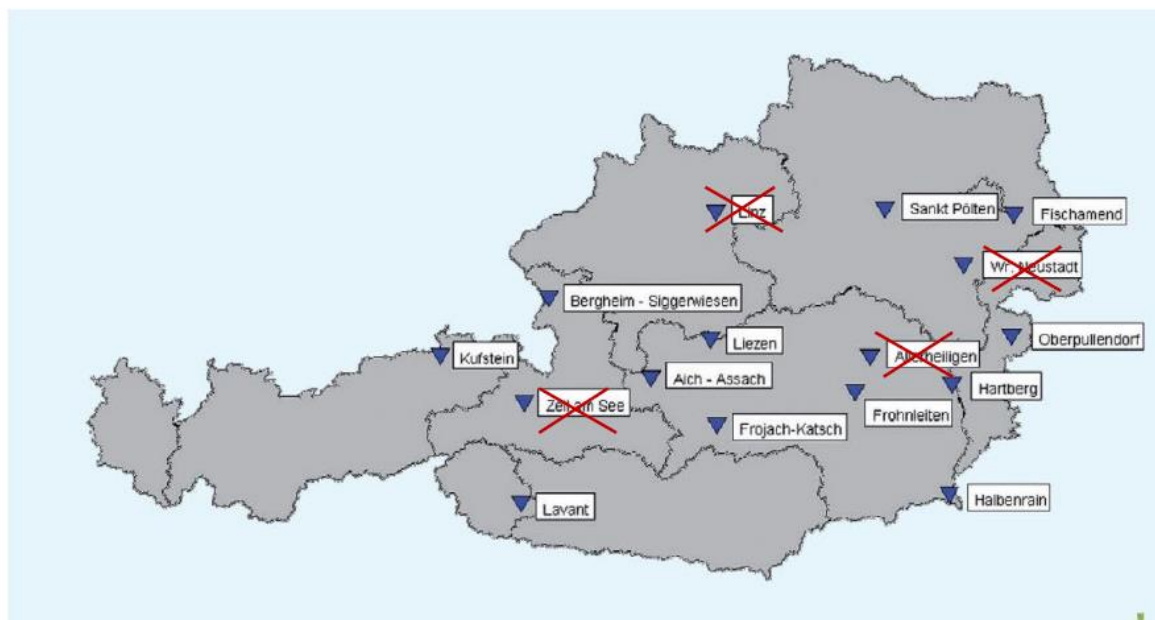 Linz
Sankt Pölten
Fischamend
Wr. Neustadt
Bergheim - Siggerwiesen
Liezen
Oberpullendorf
Kufstein
Allerheiligen
Aich - Assach
Hartberg
Zell am See
Frohnleiten
Frojach-Katsch
Halbenrain
Lavant